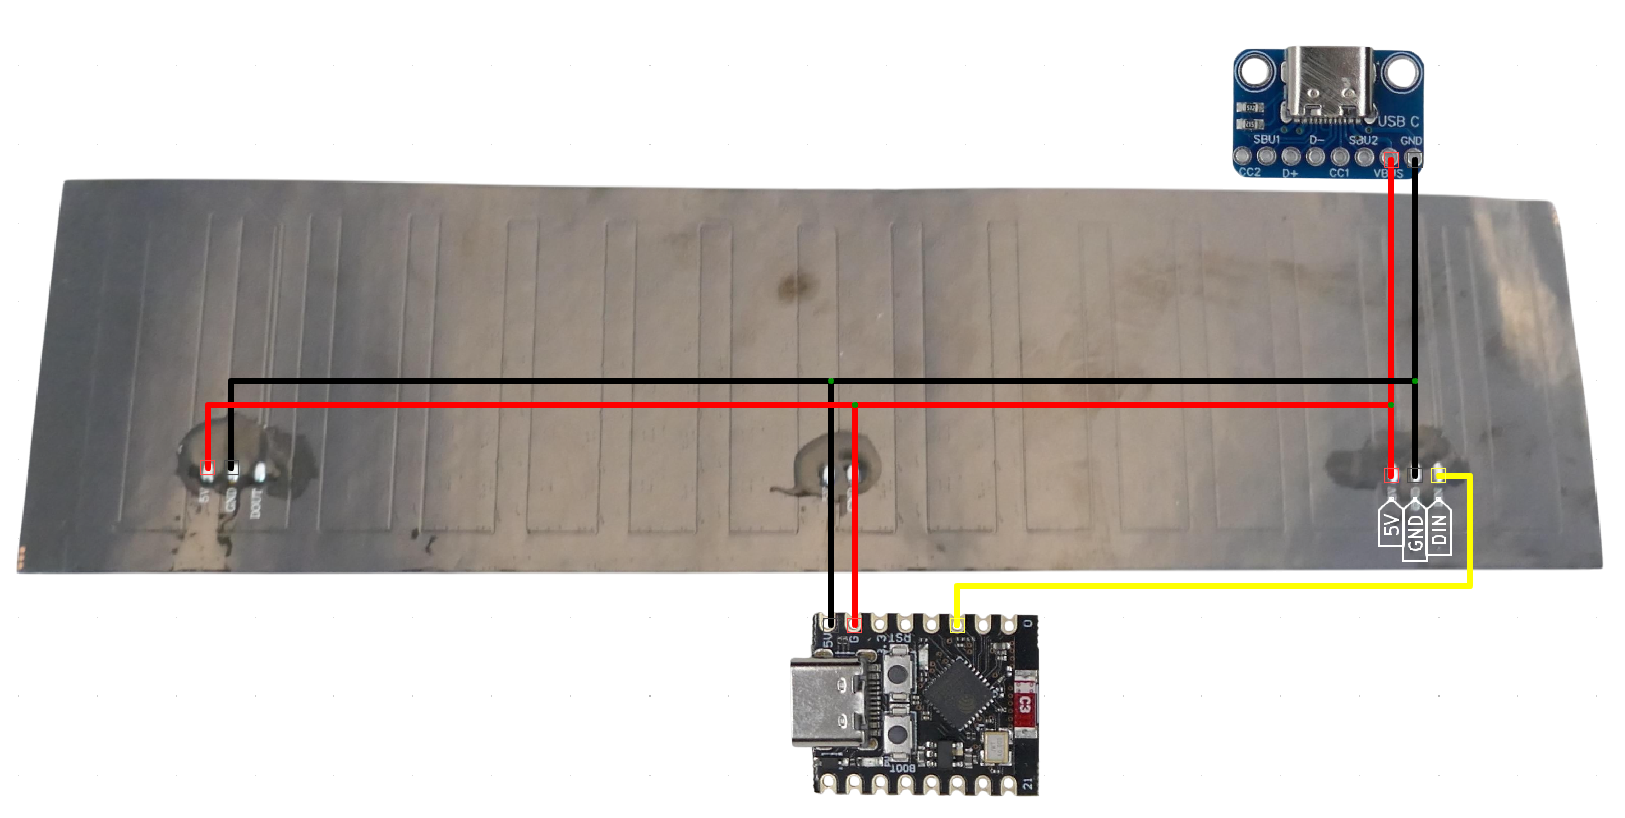 USB C
SBU1 D- SBU2 GND
CC2 D+ CC1 VBUS
5V
GND
DOUT
5V
GND
DIN
5V
G
3.3
RST
0
C3
BOOT
21